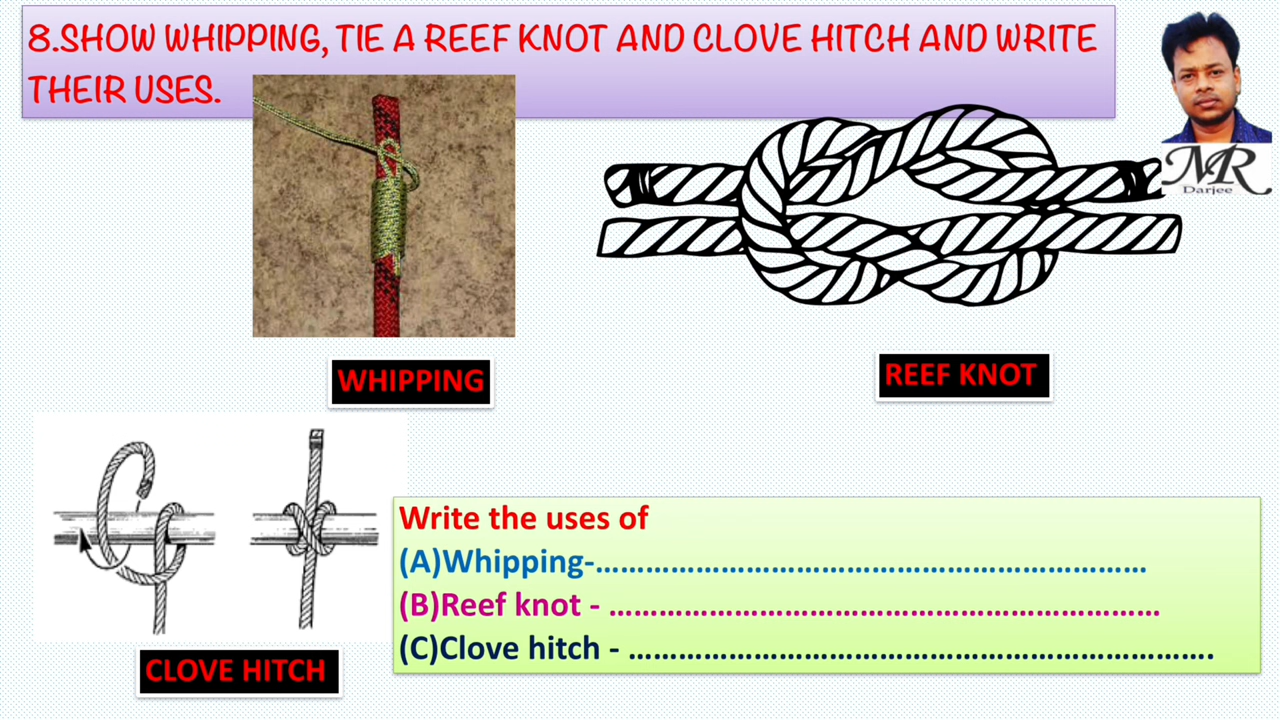 8.SHOW WHIPPING, TIE A REEF KNOT AND CLOVE HITCH AND WRITE
THEIR USES.
MR
Darjee
WHIPPING
REEF KNOT
CLOVE HITCH
Write the uses of
(A)Whipping-…………………………………………………………
(B)Reef knot - …………………………………………………………
(C)Clove hitch - …………………………………………………………….